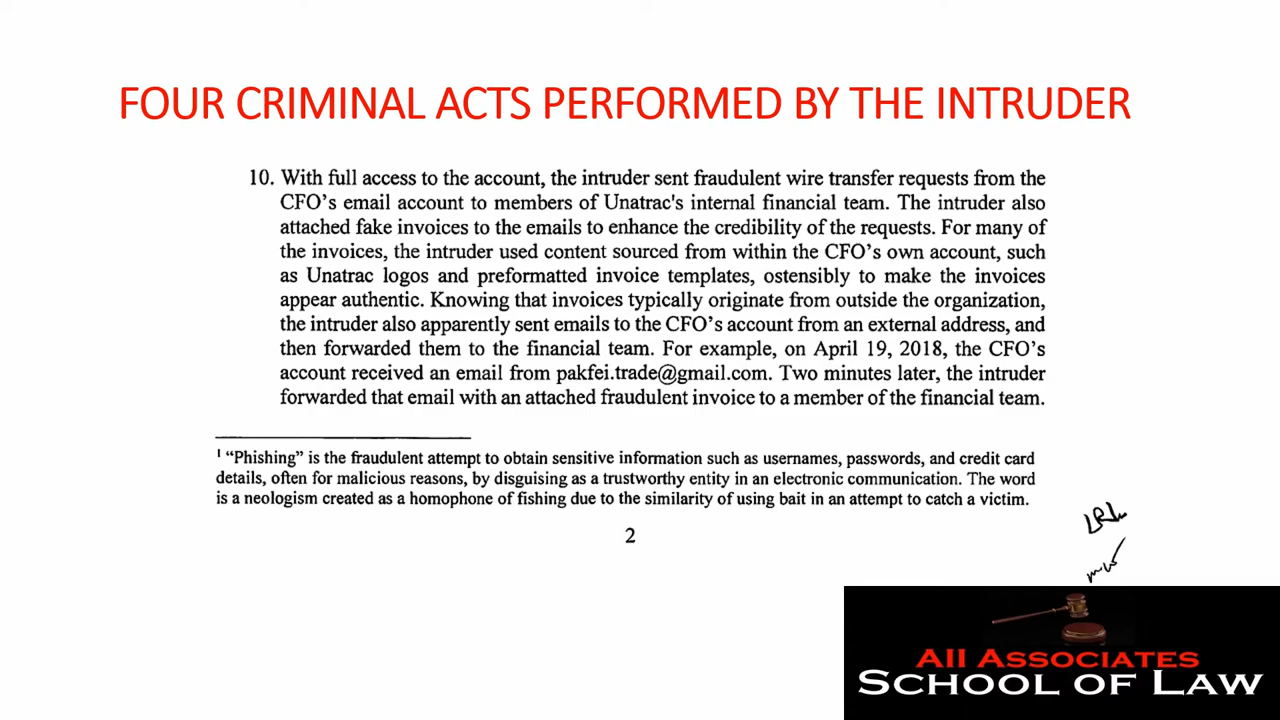 FOUR CRIMINAL ACTS PERFORMED BY THE INTRUDER
10. With full access to the account, the intruder sent fraudulent wire transfer requests from the
CFO's email account to members of Unatrac's internal financial team. The intruder also
attached fake invoices to the emails to enhance the credibility of the requests. For many of
the invoices, the intruder used content sourced from within the CFO's own account, such
as Unatrac logos and preformatted invoice templates, ostensibly to make the invoices
appear authentic. Knowing that invoices typically originate from outside the organization,
the intruder also apparently sent emails to the CFO's account from an external address, and
then forwarded them to the financial team. For example, on April 19, 2018, the CFO's
account received an email from pakfei.trade@gmail.com. Two minutes later, the intruder
forwarded that email with an attached fraudulent invoice to a member of the financial team.
1 "Phishing" is the fraudulent attempt to obtain sensitive information such as usernames, passwords, and credit card
details, often for malicious reasons, by disguising as a trustworthy entity in an electronic communication. The word
is a neologism created as a homophone of fishing due to the similarity of using bait in an attempt to catch a victim.
2
All Associates
School of Law